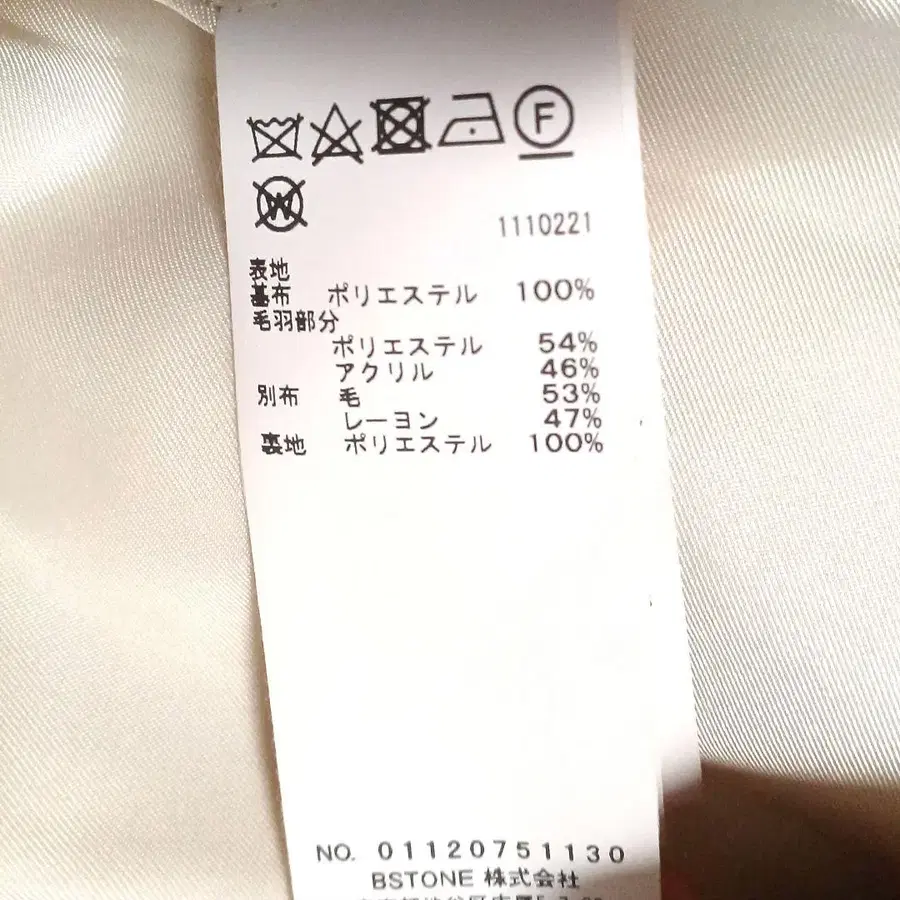 F
W
1110221
表地
基布 ポリエステル 100%
毛羽部分
ポリエステル 54%
アクリル 46%
別布 毛 53%
レーヨン 47%
裏地 ポリエステル 100%
NO. 01120751130
BSTONE 株式会社